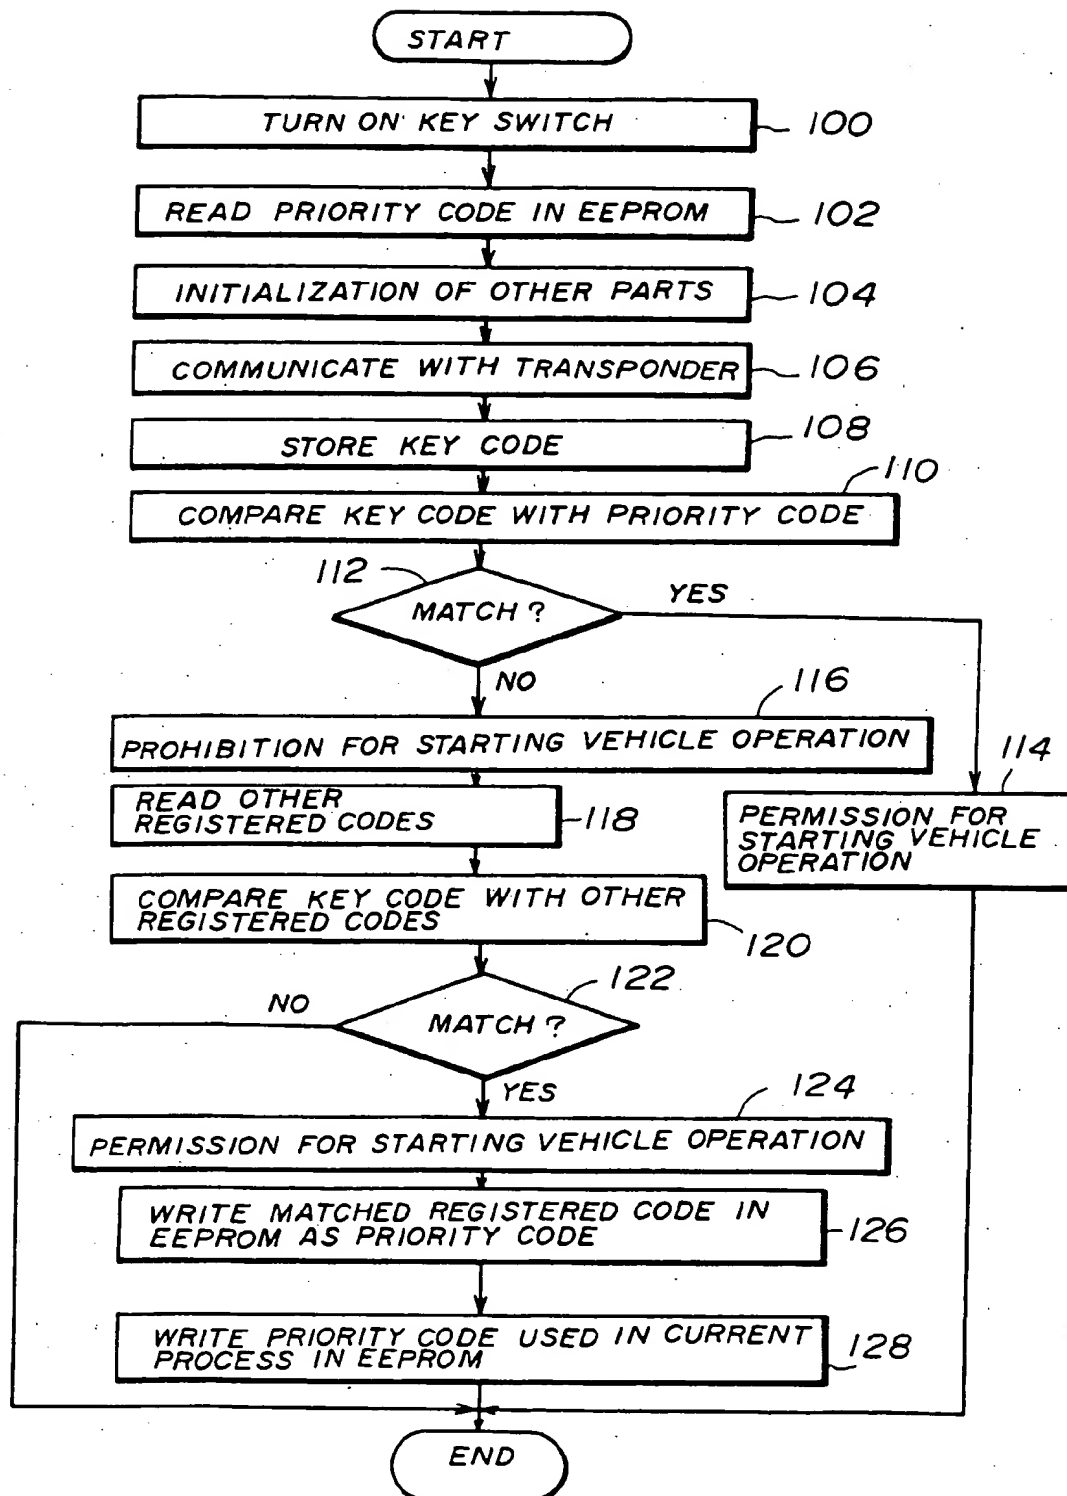 START
TURN ON KEY SWITCH
100
READ PRIORITY CODE IN EEPROM
102
INITIALIZATION OF OTHER PARTS
104
COMMUNICATE WITH TRANSPONDER
106
STORE KEY CODE
108
110
COMPARE KEY CODE WITH PRIORITY CODE
112
MATCH?
YES
NO
116
PROHIBITION FOR STARTING VEHICLE OPERATION
114
READ OTHER
REGISTERED CODES
118
PERMISSION FOR
STARTING VEHICLE
OPERATION
COMPARE KEY CODE WITH OTHER
REGISTERED CODES
120
122
NO
MATCH?
YES
124
PERMISSION FOR STARTING VEHICLE OPERATION
WRITE MATCHED REGISTERED CODE IN
EEPROM AS PRIORITY CODE
126
WRITE PRIORITY CODE USED IN CURRENT
PROCESS IN EEPROM
128
END